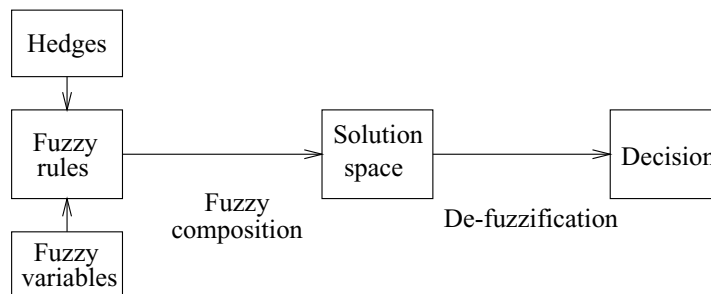 Hedges
Fuzzy
rules
Fuzzy
variables
Fuzzy
composition
Solution
space
De-fuzzification
Decision